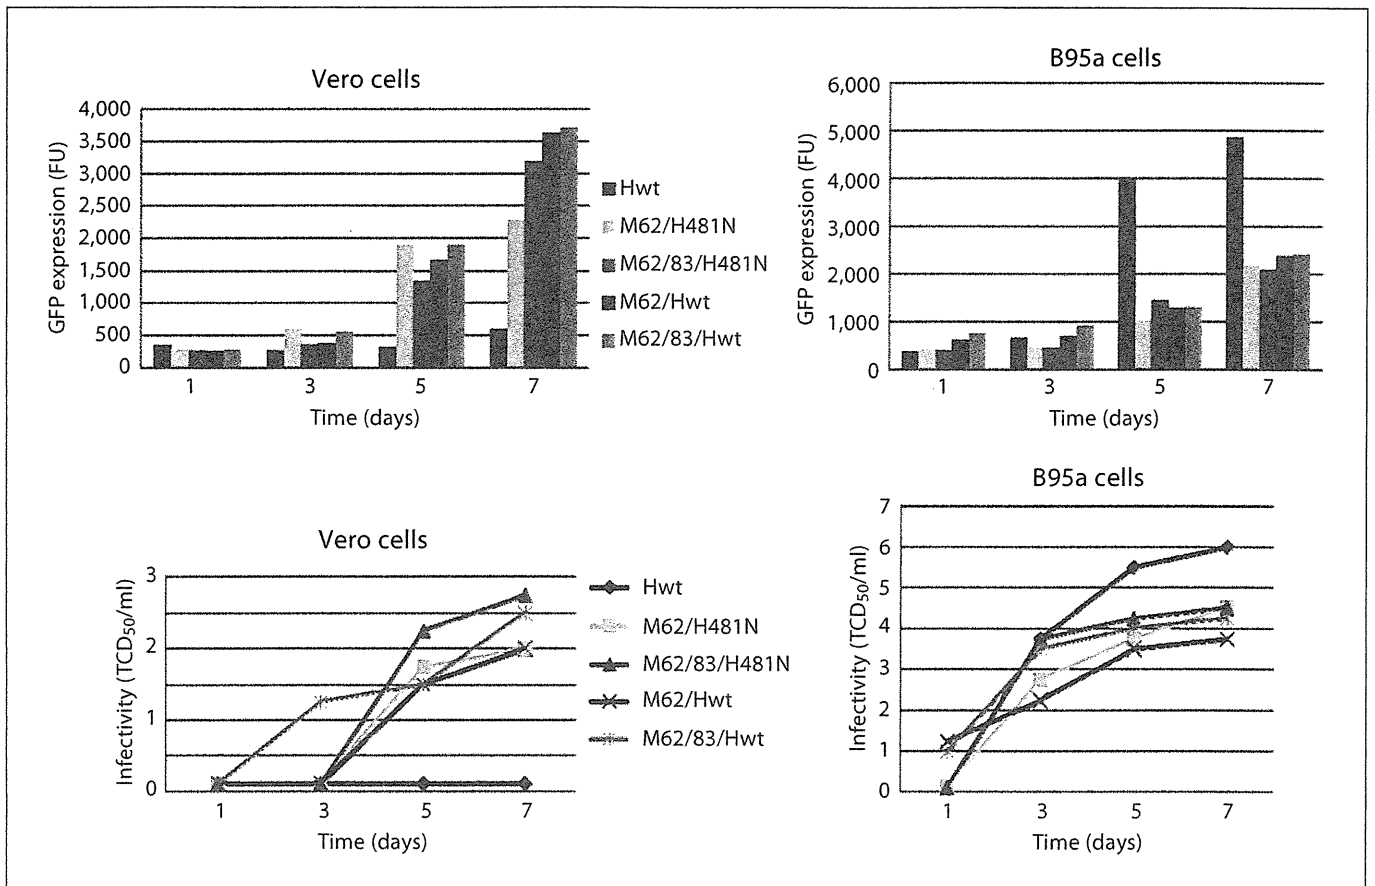 Vero cells
4,000
3,500
3,000
2,500
2,000
1,500
1,000
500
0
GFP expression (FU)
1 3 5 7
Time (days)
Hwt
M62/H481N
M62/83/H481N
M62/Hwt
M62/83/Hwt
B95a cells
6,000
5,000
4,000
3,000
2,000
1,000
0
GFP expression (FU)
1 3 5 7
Time (days)
Vero cells
3
2
1
0
Infectivity (TCD50/ml)
1 3 5 7
Time (days)
Hwt
M62/H481N
M62/83/H481N
M62/Hwt
M62/83/Hwt
B95a cells
7
6
5
4
3
2
1
0
Infectivity (TCD50/ml)
1 3 5 7
Time (days)